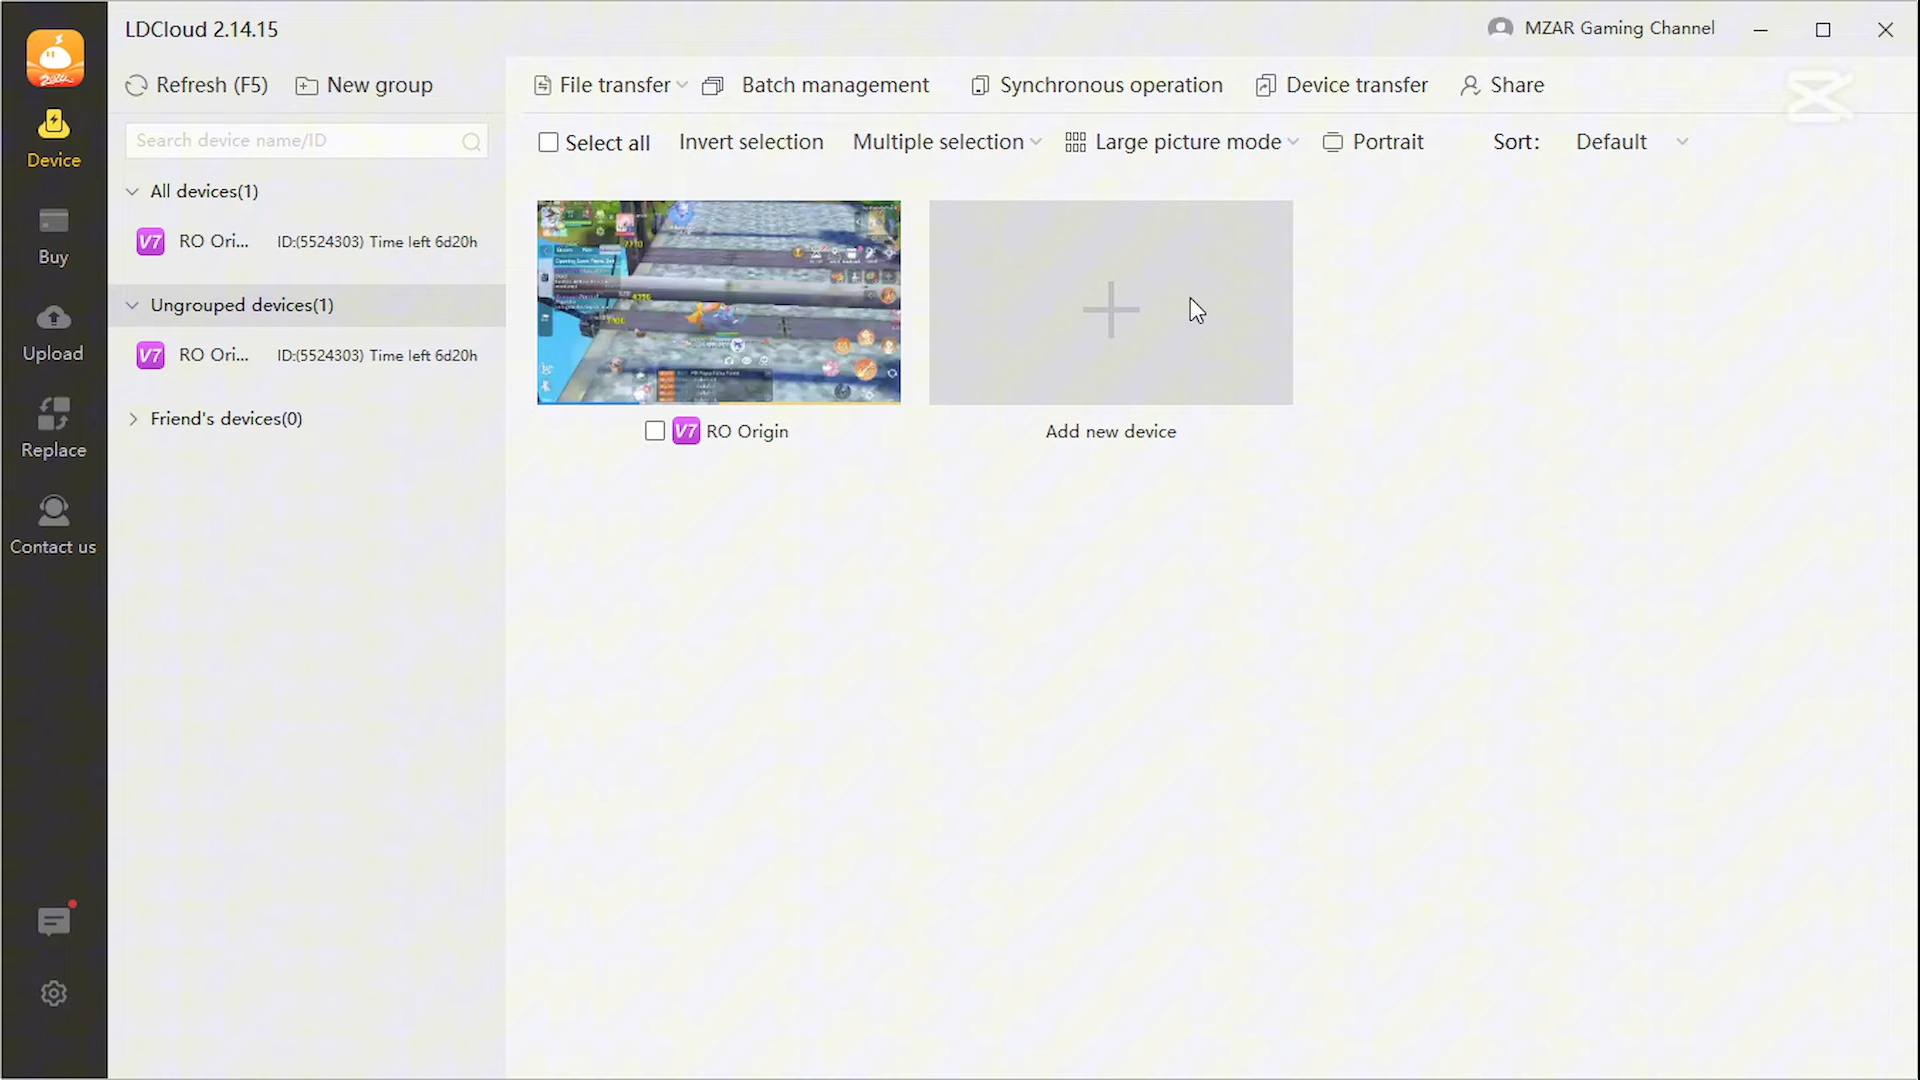 LDCloud 2.14.15
MZAR Gaming Channel
Refresh (F5)
New group
File transfer
Batch management
Synchronous operation
Device transfer
Share
Search device name/ID
Select all
Invert selection
Multiple selection
Large picture mode
Portrait
Sort:
Default
Device
Buy
Upload
Replace
Contact us
All devices(1)
V7 RO Ori... ID:(5524303) Time left 6d20h
Ungrouped devices(1)
V7 RO Ori... ID:(5524303) Time left 6d20h
Friend's devices(0)
V7 RO Origin
Add new device